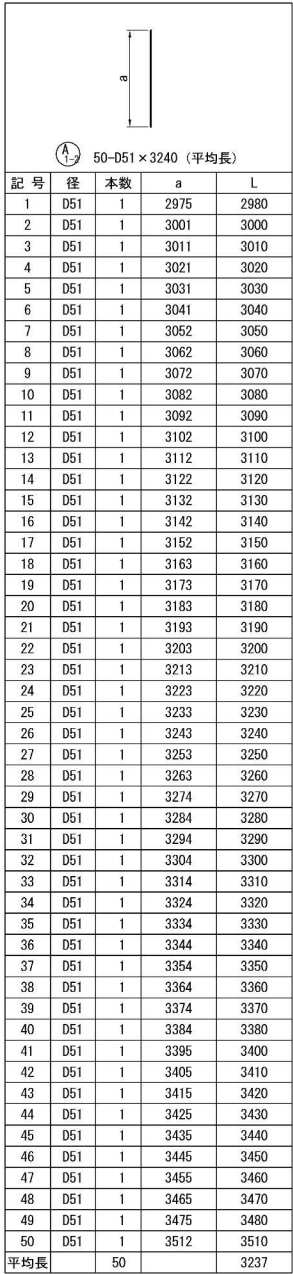 a
A1-2 50-D51×3240 (平均長)
記 号 径 本数 a L
1 D51 1 2975 2980
2 D51 1 3001 3000
3 D51 1 3011 3010
4 D51 1 3021 3020
5 D51 1 3031 3030
6 D51 1 3041 3040
7 D51 1 3052 3050
8 D51 1 3062 3060
9 D51 1 3072 3070
10 D51 1 3082 3080
11 D51 1 3092 3090
12 D51 1 3102 3100
13 D51 1 3112 3110
14 D51 1 3122 3120
15 D51 1 3132 3130
16 D51 1 3142 3140
17 D51 1 3152 3150
18 D51 1 3163 3160
19 D51 1 3173 3170
20 D51 1 3183 3180
21 D51 1 3193 3190
22 D51 1 3203 3200
23 D51 1 3213 3210
24 D51 1 3223 3220
25 D51 1 3233 3230
26 D51 1 3243 3240
27 D51 1 3253 3250
28 D51 1 3263 3260
29 D51 1 3274 3270
30 D51 1 3284 3280
31 D51 1 3294 3290
32 D51 1 3304 3300
33 D51 1 3314 3310
34 D51 1 3324 3320
35 D51 1 3334 3330
36 D51 1 3344 3340
37 D51 1 3354 3350
38 D51 1 3364 3360
39 D51 1 3374 3370
40 D51 1 3384 3380
41 D51 1 3395 3400
42 D51 1 3405 3410
43 D51 1 3415 3420
44 D51 1 3425 3430
45 D51 1 3435 3440
46 D51 1 3445 3450
47 D51 1 3455 3460
48 D51 1 3465 3470
49 D51 1 3475 3480
50 D51 1 3512 3510
平均長 50 3237